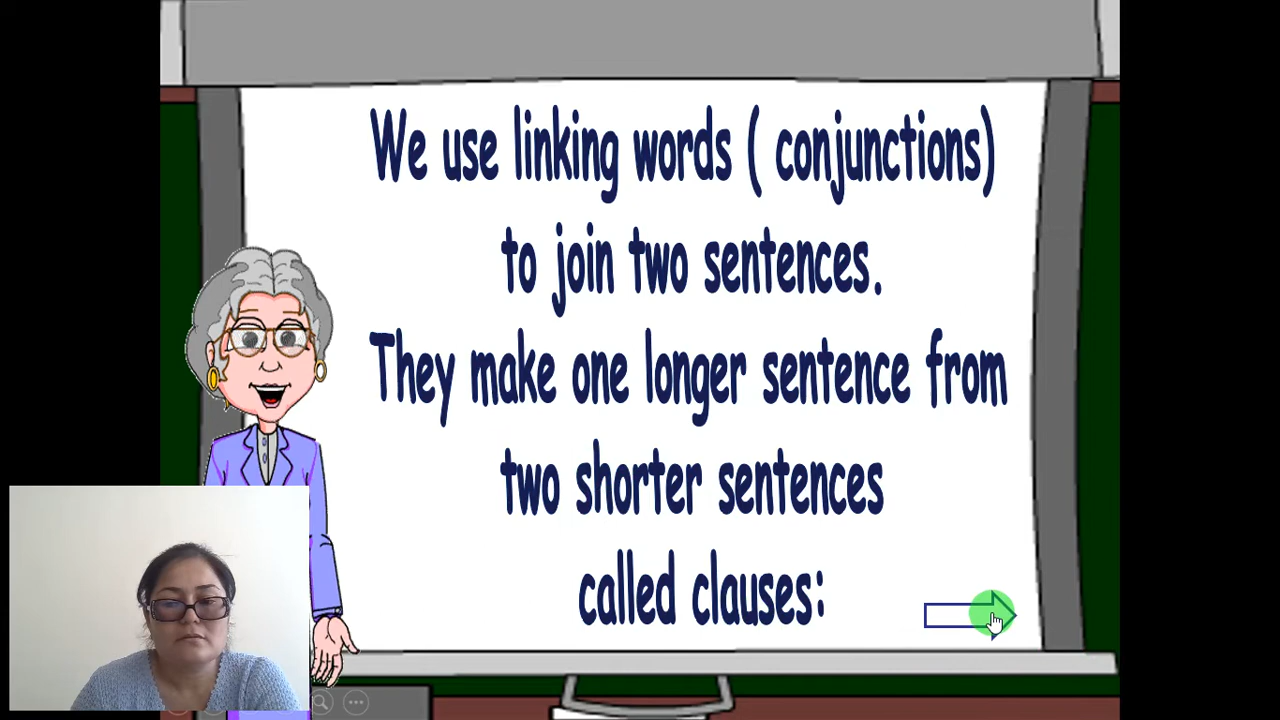 We use linking words ( conjunctions)
to join two sentences.
They make one longer sentence from
two shorter sentences
called clauses: